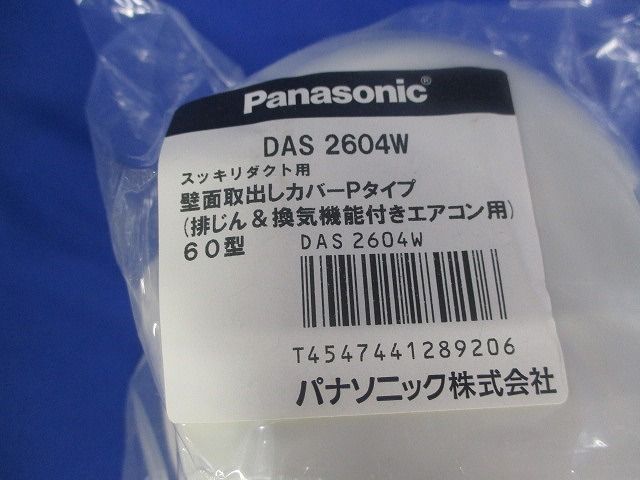 Panasonic®
DAS 2604W
スッキリダクト用
壁面取出しカバーPタイプ
(排じん&換気機能付きエアコン用)
60型
DAS2604W
T4547441289206
パナソニック株式会社